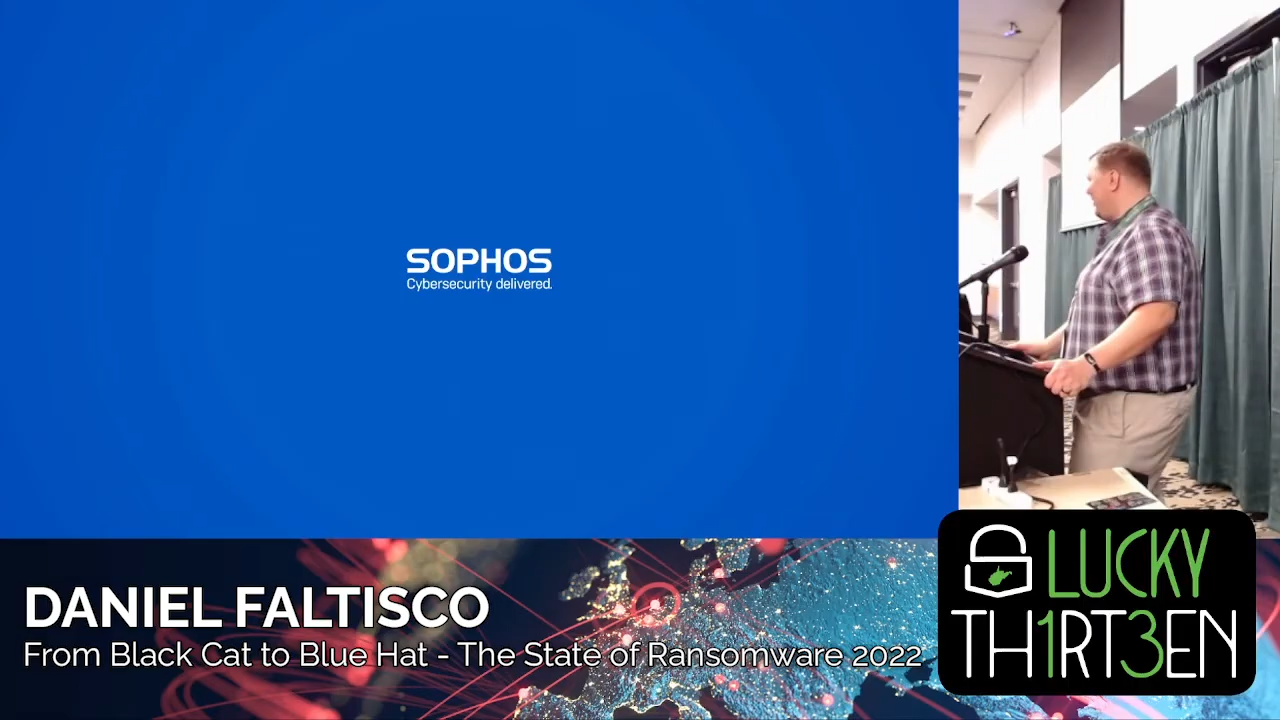 SOPHOS
Cybersecurity delivered.
DANIEL FALTISCO
From Black Cat to Blue Hat - The State of Ransomware 2022
LUCKY
TH1RT3EN